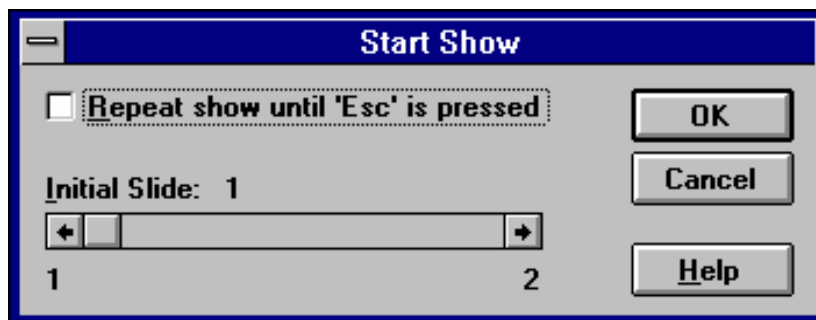 Start Show
Repeat show until 'Esc' is pressed
OK
Cancel
Initial Slide: 1
1 2
Help